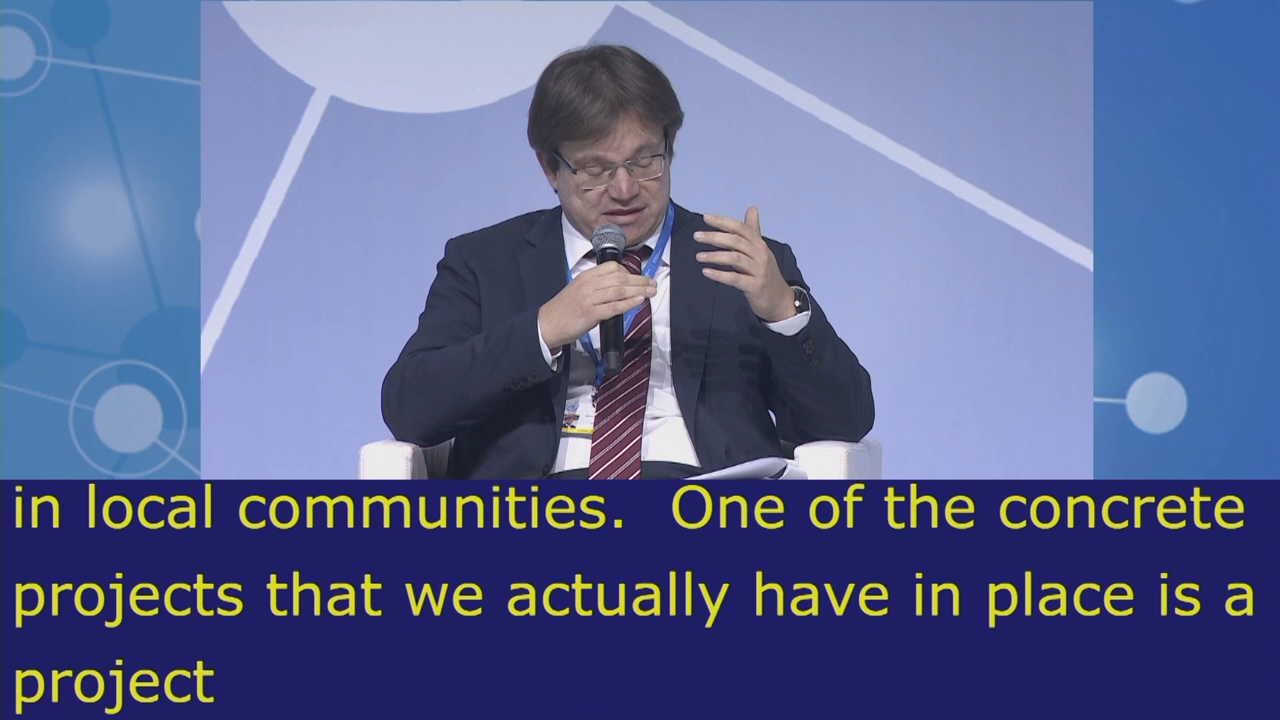 in local communities.  One of the concrete
projects that we actually have in place is a
project